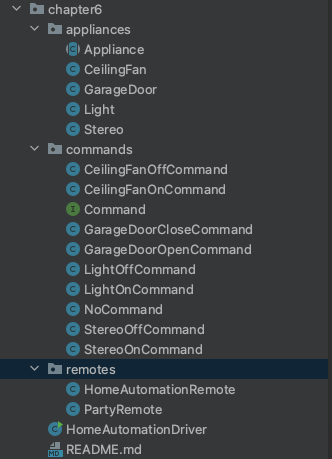 chapter6
appliances
C Appliance
C CeilingFan
C GarageDoor
C Light
C Stereo
commands
C CeilingFanOffCommand
C CeilingFanOnCommand
I Command
C GarageDoorCloseCommand
C GarageDoorOpenCommand
C LightOffCommand
C LightOnCommand
C NoCommand
C StereoOffCommand
C StereoOnCommand
remotes
C HomeAutomationRemote
C PartyRemote
C HomeAutomationDriver
MD README.md